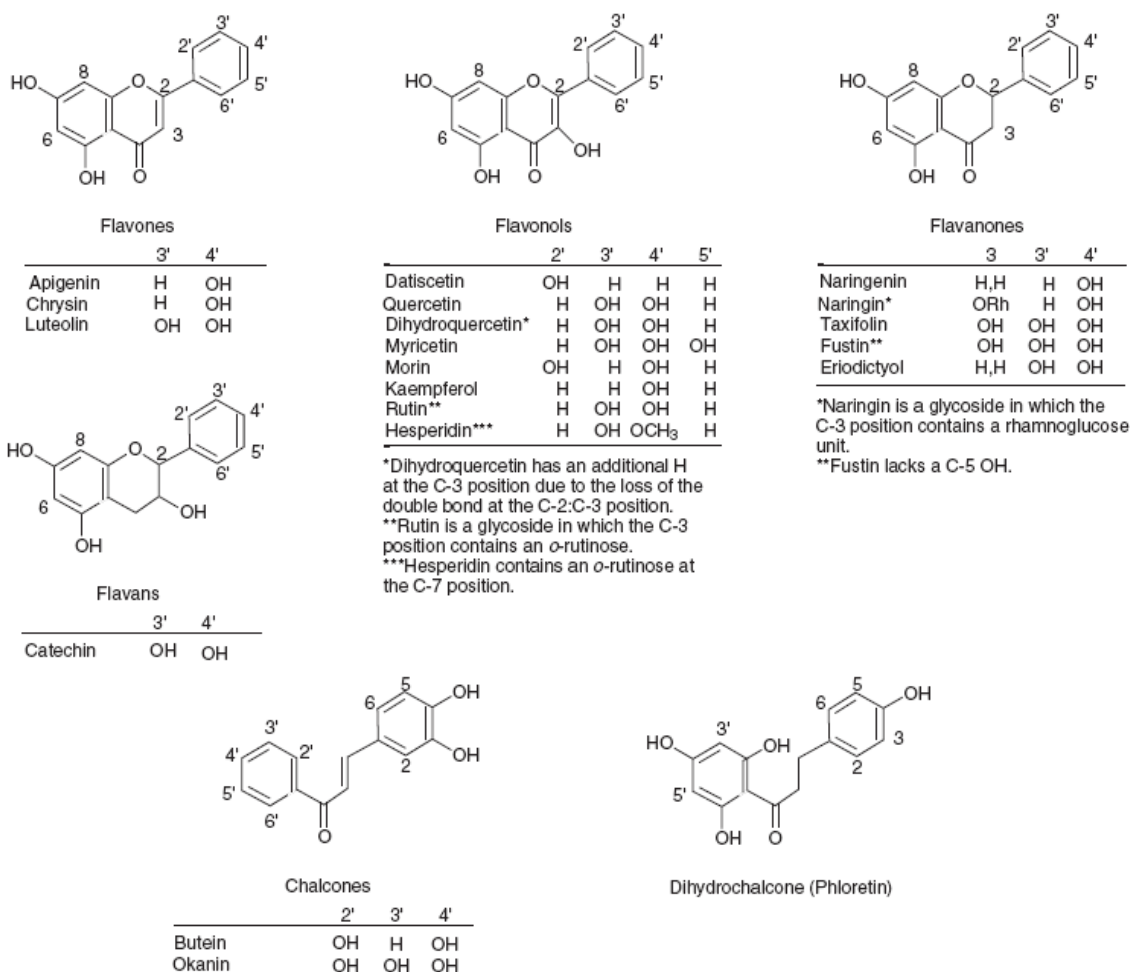 3'
2'
4'
HO
8
O
2
5'
6'
6
3
OH
O
Flavones
3' 4'
Apigenin H OH
Chrysin H OH
Luteolin OH OH
3'
2'
4'
HO
8
O
2
5'
6'
6
OH
OH
O
Flavonols
2' 3' 4' 5'
Datiscetin OH H H H
Quercetin H OH OH H
Dihydroquercetin* H OH OH H
Myricetin H OH OH OH
Morin OH H OH H
Kaempferol H H OH H
Rutin** H OH OH H
Hesperidin*** H OH OCH₃ H
*Dihydroquercetin has an additional H
at the C-3 position due to the loss of the
double bond at the C-2:C-3 position.
**Rutin is a glycoside in which the C-3
position contains an o-rutinose.
***Hesperidin contains an o-rutinose at
the C-7 position.
3'
2'
4'
HO
8
O
2
5'
6'
6
3
OH
O
Flavanones
3 3' 4'
Naringenin H,H H OH
Naringin* ORh H OH
Taxifolin OH OH OH
Fustin** OH OH OH
Eriodictyol H,H OH OH
*Naringin is a glycoside in which the
C-3 position contains a rhamnoglucose
unit.
**Fustin lacks a C-5 OH.
3'
2'
4'
HO
8
O
2
5'
6'
6
OH
OH
Flavans
3' 4'
Catechin OH OH
5
OH
6
3'
2'
OH
4'
2
5'
6'
O
Chalcones
2' 3' 4'
Butein OH H OH
Okanin OH OH OH
5
OH
6
3'
HO
OH
3
2
5'
OH
O
Dihydrochalcone (Phloretin)